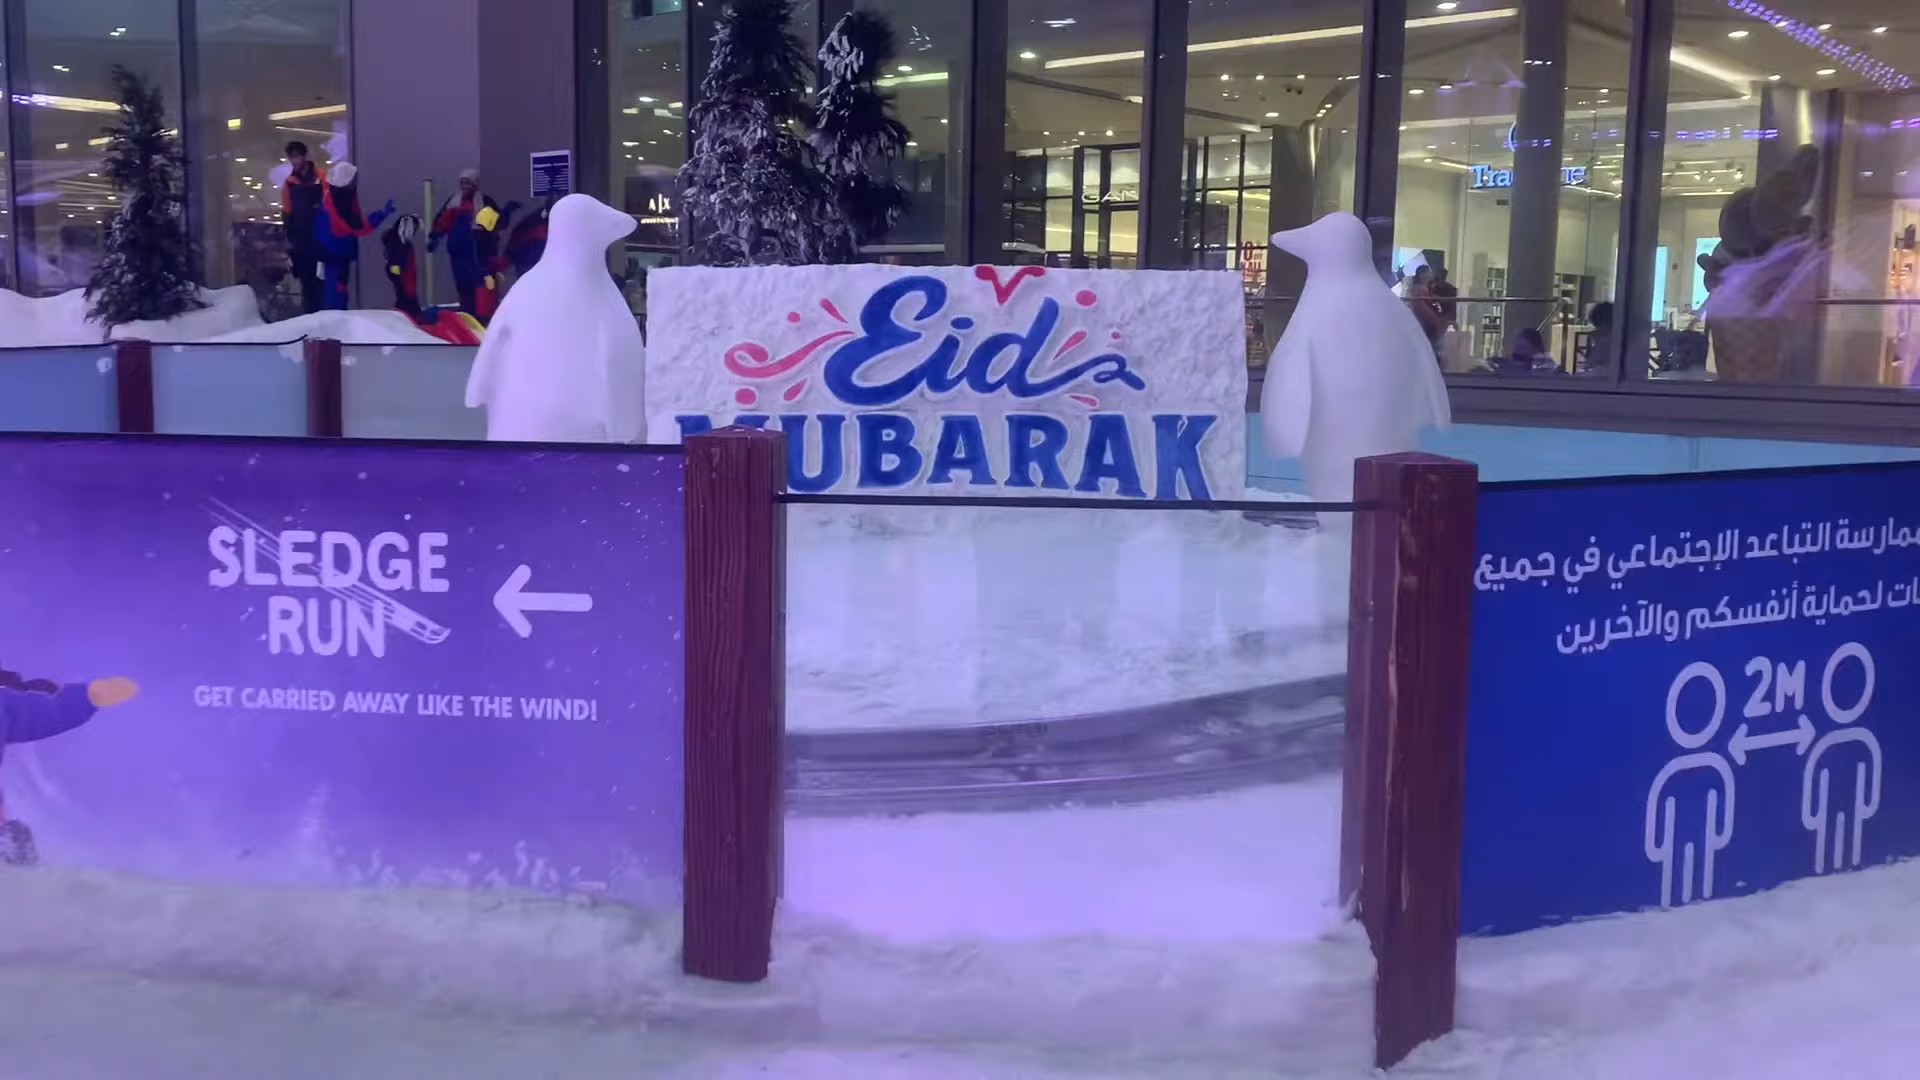 A|X
GAN
Eid
MUBARAK
SLEDGE
RUN
GET CARRIED AWAY LIKE THE WIND!
ممارسة التباعد الإجتماعي في جميع
لحماية أنفسكم والآخرين
2M